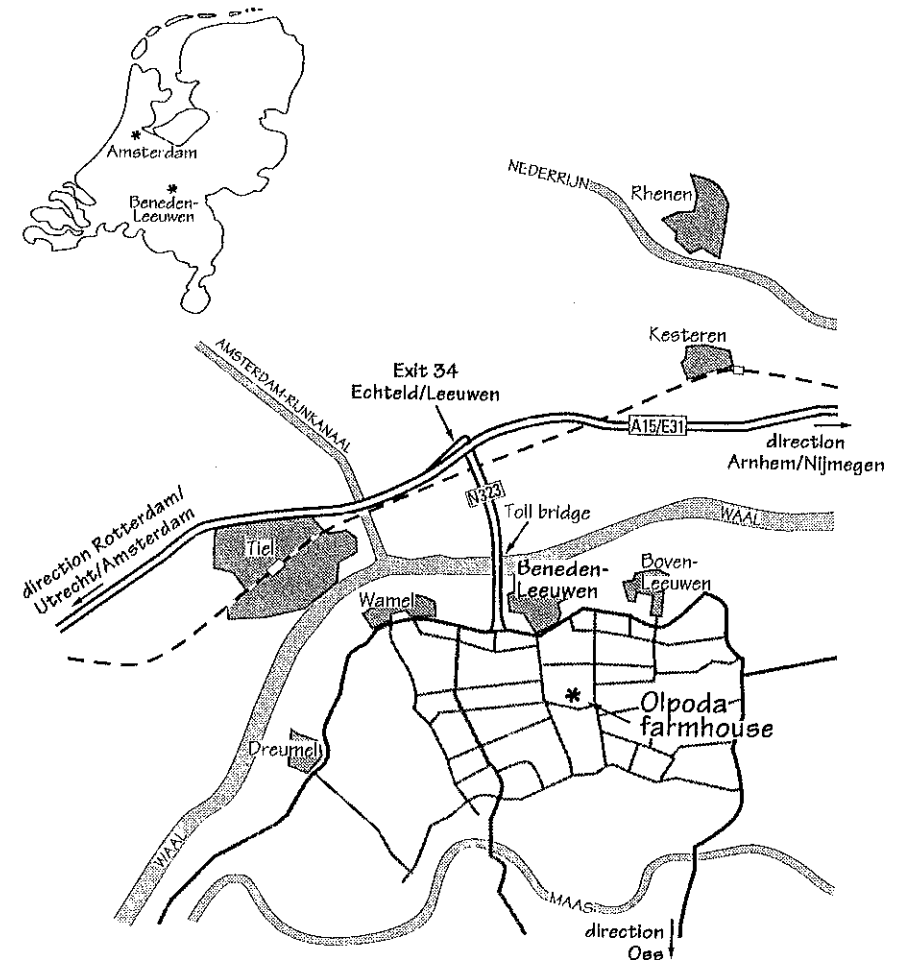 Amsterdam
Beneden-
Leeuwen
NEDERRIJN
Rhenen
Kesteren
AMSTERDAM-RIJNKANAAL
Exit 34
Echteld/Leeuwen
A15/E31
direction
Arnhem/Nijmegen
N323
Toll bridge
WAAL
direction Rotterdam/
Utrecht/Amsterdam
Tiel
Beneden-
Leeuwen
Boven-
Leeuwen
Wamel
Olpoda
farmhouse
Dreumel
WAAL
MAAS
direction
Oss